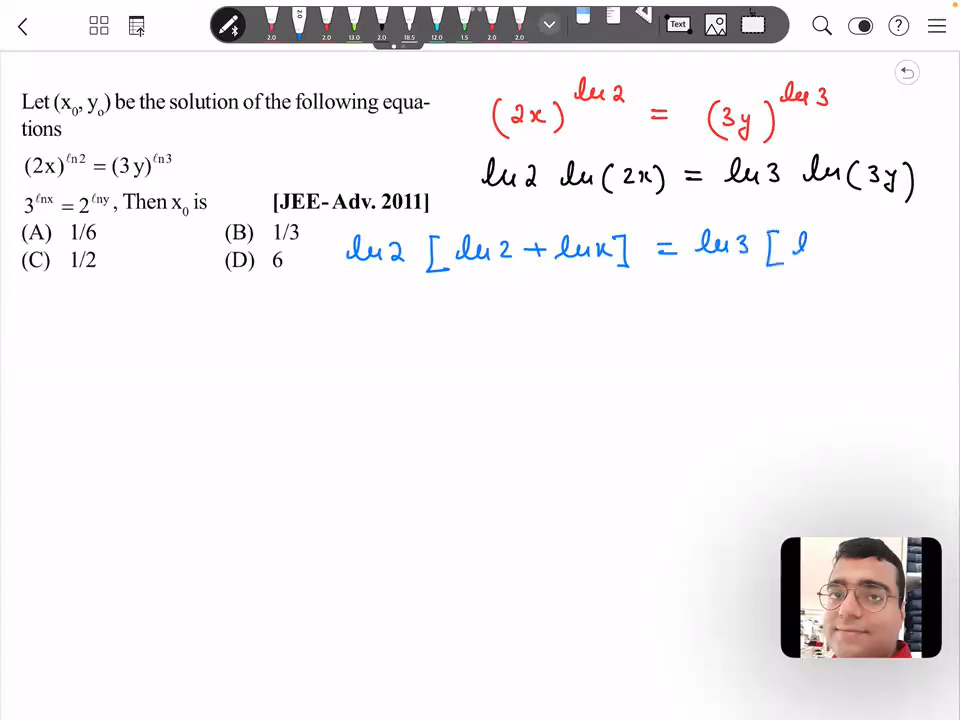 Text
Let (x₀, y₀) be the solution of the following equa-
tions
(2x)^ℓn2 = (3y)^ℓn3
3^ℓnx = 2^ℓny, Then x₀ is [JEE-Adv. 2011]
(A) 1/6 (B) 1/3
(C) 1/2 (D) 6
(2x)^ln2 = (3y)^ln3
ln2 ln(2x) = ln3 ln(3y)
ln2 [ln2 + lnx] = ln3 [l